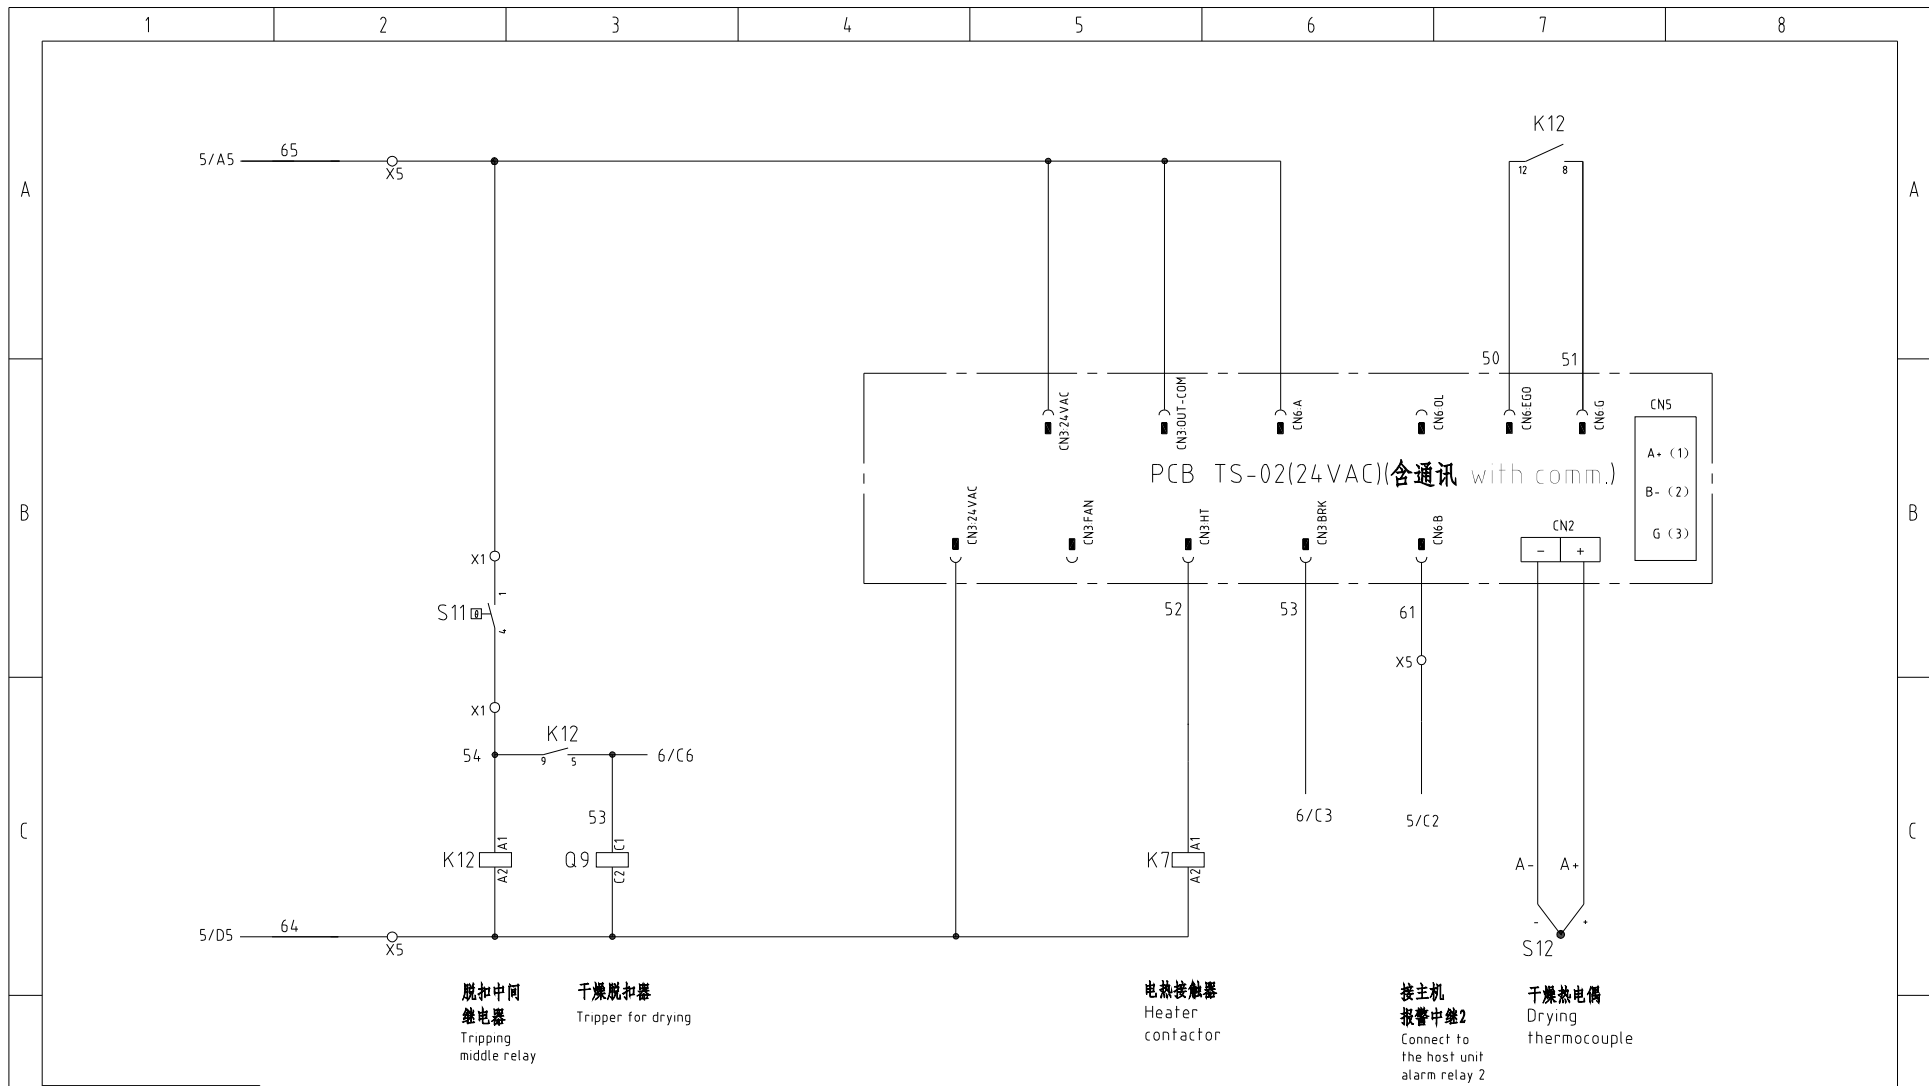 1 2 3 4 5 6 7 8
K12
5/A5 65
X5
12 8
A A
50 51
CN3:24VAC CN3:OUT-COM CN6:A CN6:OL CN6:EGO CN6:G
CN5
A+ (1)
PCB TS-02(24VAC)(含通讯 with comm.)
B- (2)
CN3:24VAC CN3:FAN CN3:HT CN3:BRK CN6:B
B B
CN2
G (3)
- +
X1
1
S11
4
52 53 61
X5
X1
K12
54 9 5 6/C6
53
6/C3 5/C2
C C
K12 A1 A2
Q9 C1 C2
K7 A1 A2
A- A+
- +
5/D5 64
X5
S12
脱扣中间
继电器
Tripping
middle relay
干燥脱扣器
Tripper for drying
电热接触器
Heater
contactor
接主机
报警中继2
Connect to
the host unit
alarm relay 2
干燥热电偶
Drying
thermocouple